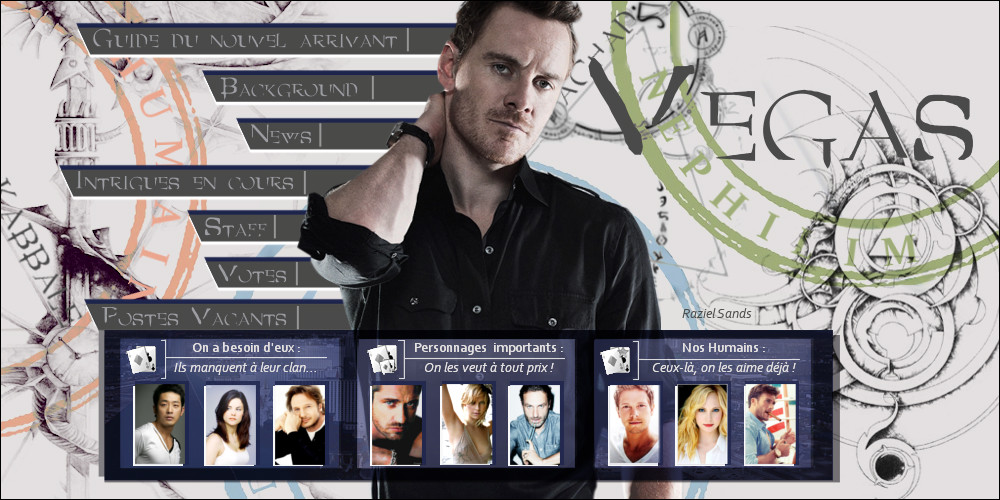 Guide du nouvel arrivant
Background
News
Intrigues en cours
Staff
Votes
Postes Vacants
Vegas
NEPHILIM
HUMAI
KABBAL
Raziel Sands
On a besoin d'eux :
Ils manquent à leur clan...
Personnages importants :
On les veut à tout prix !
Nos Humains :
Ceux-là, on les aime déjà !